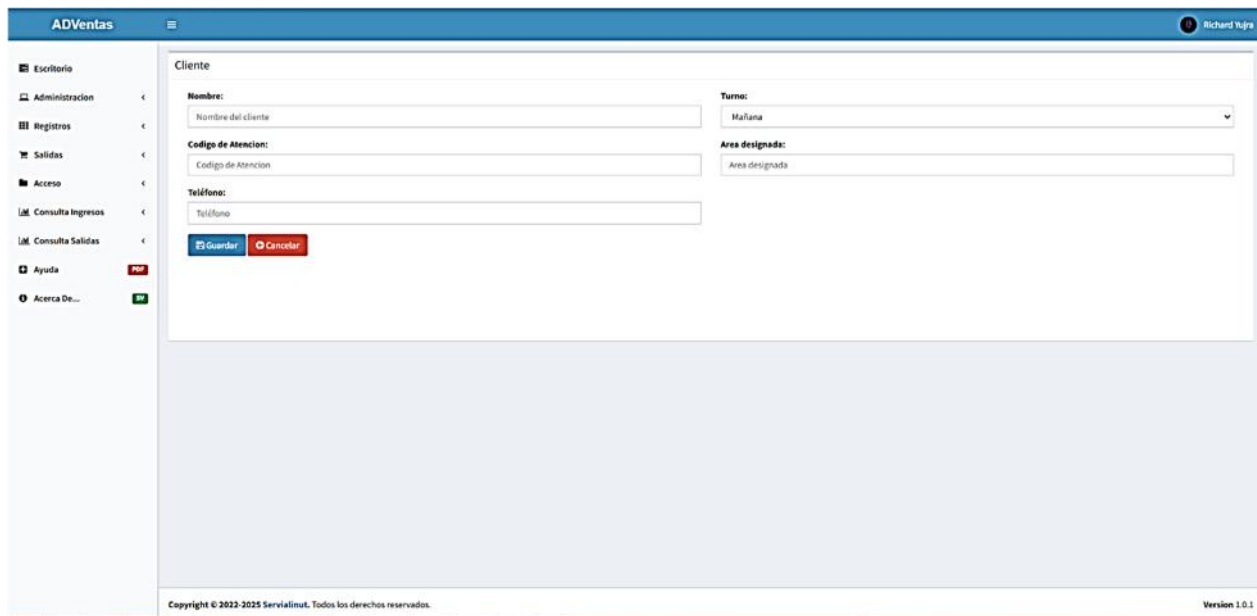 ADVentas
Richard Yujra
Escritorio
Administracion
Registros
Salidas
Acceso
Consulta Ingresos
Consulta Salidas
Ayuda PDF
Acerca De... SV
Cliente
Nombre:
Nombre del cliente
Turno:
Mañana
Codigo de Atencion:
Codigo de Atencion
Area designada:
Area designada
Teléfono:
Teléfono
Guardar Cancelar
Copyright © 2022-2025 Servialinut. Todos los derechos reservados.
Version 1.0.1